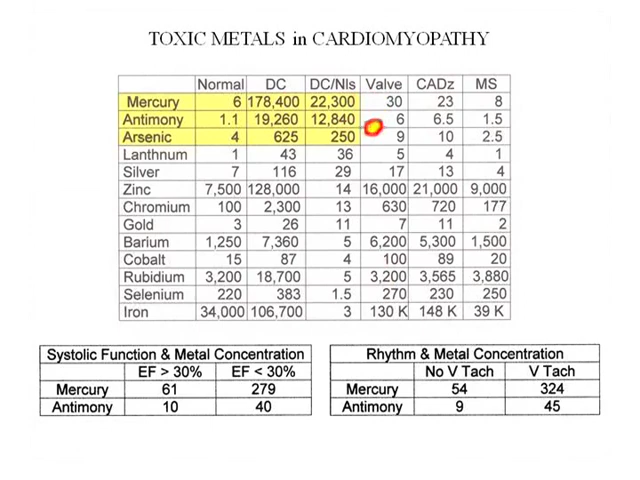 TOXIC METALS in CARDIOMYOPATHY
Normal DC DC/Nls Valve CADz MS
Mercury 6 178,400 22,300 30 23 8
Antimony 1.1 19,260 12,840 6 6.5 1.5
Arsenic 4 625 250 9 10 2.5
Lanthnum 1 43 36 5 4 1
Silver 7 116 29 17 13 4
Zinc 7,500 128,000 14 16,000 21,000 9,000
Chromium 100 2,300 13 630 720 177
Gold 3 26 11 7 11 2
Barium 1,250 7,360 5 6,200 5,300 1,500
Cobalt 15 87 4 100 89 20
Rubidium 3,200 18,700 5 3,200 3,565 3,880
Selenium 220 383 1.5 270 230 250
Iron 34,000 106,700 3 130 K 148 K 39 K
Systolic Function & Metal Concentration
EF > 30% EF < 30%
Mercury 61 279
Antimony 10 40
Rhythm & Metal Concentration
No V Tach V Tach
Mercury 54 324
Antimony 9 45